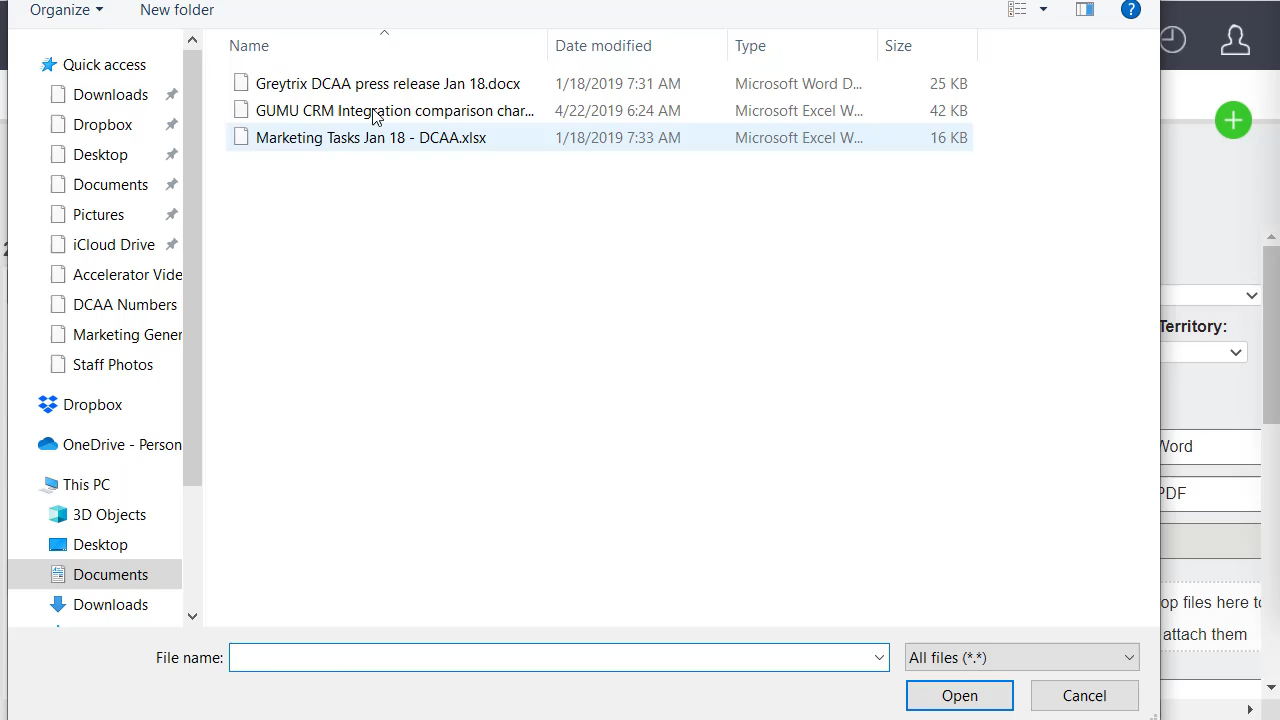 Organize New folder ?
Name Date modified Type Size
Greytrix DCAA press release Jan 18.docx 1/18/2019 7:31 AM Microsoft Word D... 25 KB
GUMU CRM Integration comparison char... 4/22/2019 6:24 AM Microsoft Excel W... 42 KB
Marketing Tasks Jan 18 - DCAA.xlsx 1/18/2019 7:33 AM Microsoft Excel W... 16 KB
Quick access
Downloads
Dropbox
Desktop
Documents
Pictures
iCloud Drive
Accelerator Vide
DCAA Numbers
Marketing Gener
Staff Photos
Dropbox
OneDrive - Person
This PC
3D Objects
Desktop
Documents
Downloads
Territory:
Word
PDF
op files here to
attach them
File name: All files (*.*)
Open Cancel